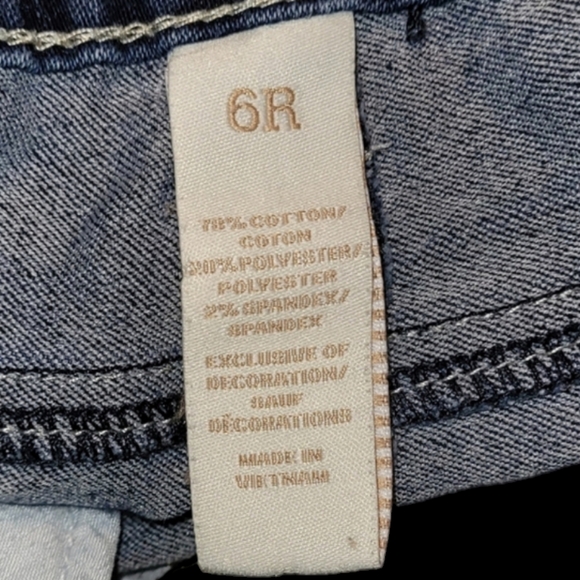 6R
78% COTTON/
COTON
20% POLYESTER/
POLYESTER
2% SPANDEX/
SPANDEX
EXCLUSIVE OF
DECORATION/
SAUF
DÉCORATIONS
MADE IN
VIETNAM